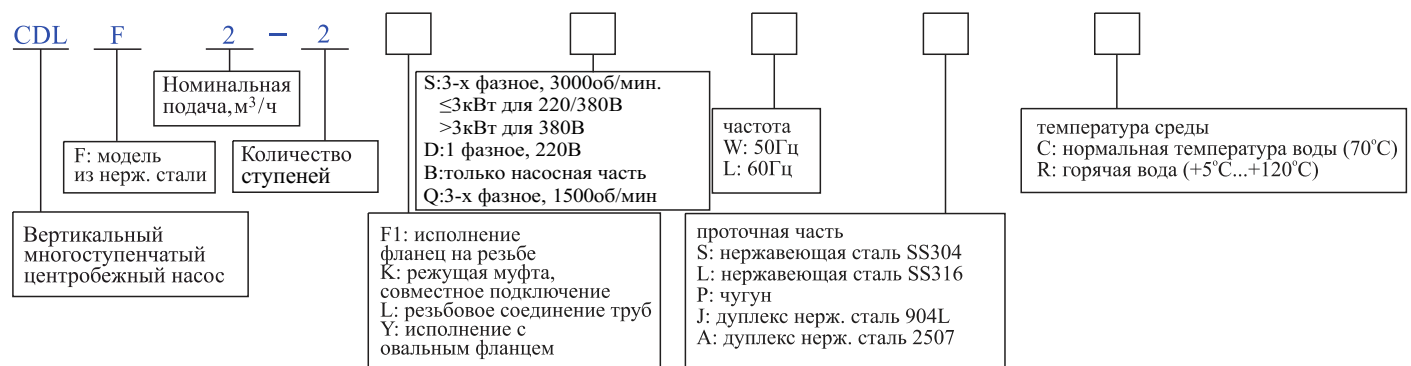 CDL F 2 - 2
Номинальная
подача, м³/ч
F: модель
из нерж. стали
Количество
ступеней
Вертикальный
многоступенчатый
центробежный насос
S:3-х фазное, 3000об/мин.
≤3кВт для 220/380В
>3кВт для 380В
D:1 фазное, 220В
B:только насосная часть
Q:3-х фазное, 1500об/мин
F1: исполнение
фланец на резьбе
K: режущая муфта,
совместное подключение
L: резьбовое соединение труб
Y: исполнение с
овальным фланцем
частота
W: 50Гц
L: 60Гц
проточная часть
S: нержавеющая сталь SS304
L: нержавеющая сталь SS316
P: чугун
J: дуплекс нерж. сталь 904L
A: дуплекс нерж. сталь 2507
температура среды
C: нормальная температура воды (70°C)
R: горячая вода (+5°C...+120°C)